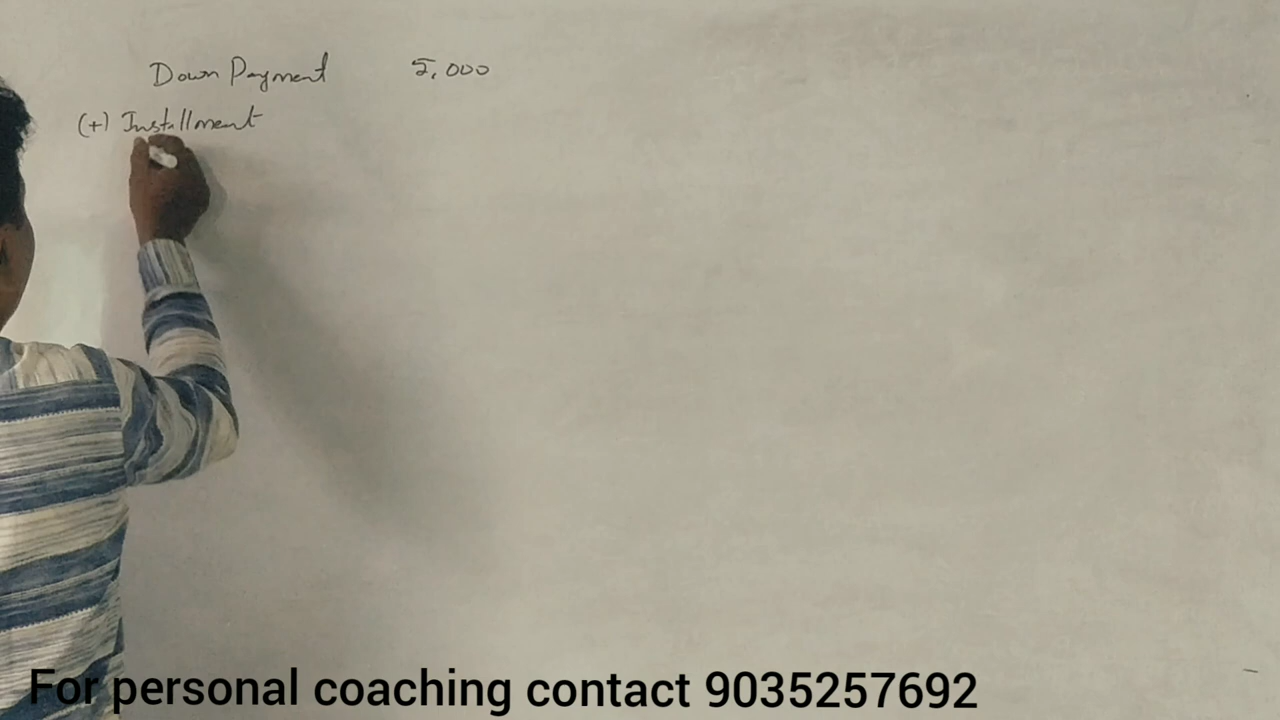 Down Payment 5,000
(+) Installment
For personal coaching contact 9035257692